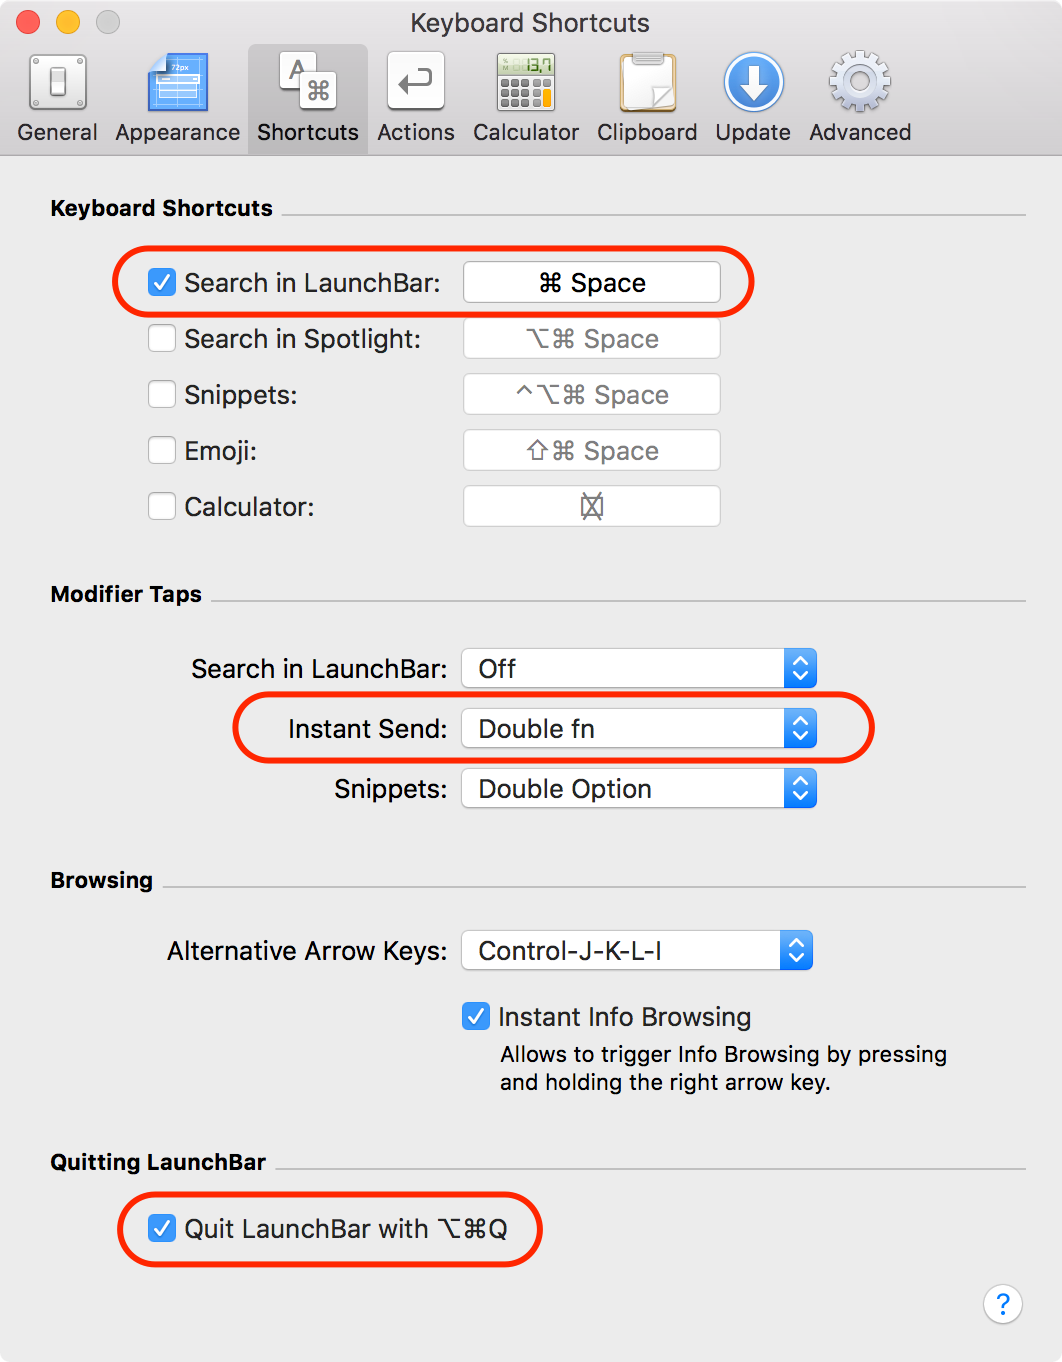 Keyboard Shortcuts
72px
13,7
General Appearance Shortcuts Actions Calculator Clipboard Update Advanced
Keyboard Shortcuts
Search in LaunchBar: ⌘ Space
Search in Spotlight: ⌥⌘ Space
Snippets: ^⌥⌘ Space
Emoji: ⇧⌘ Space
Calculator:
Modifier Taps
Search in LaunchBar: Off
Instant Send: Double fn
Snippets: Double Option
Browsing
Alternative Arrow Keys: Control-J-K-L-I
Instant Info Browsing
Allows to trigger Info Browsing by pressing
and holding the right arrow key.
Quitting LaunchBar
Quit LaunchBar with ⌥⌘Q
?